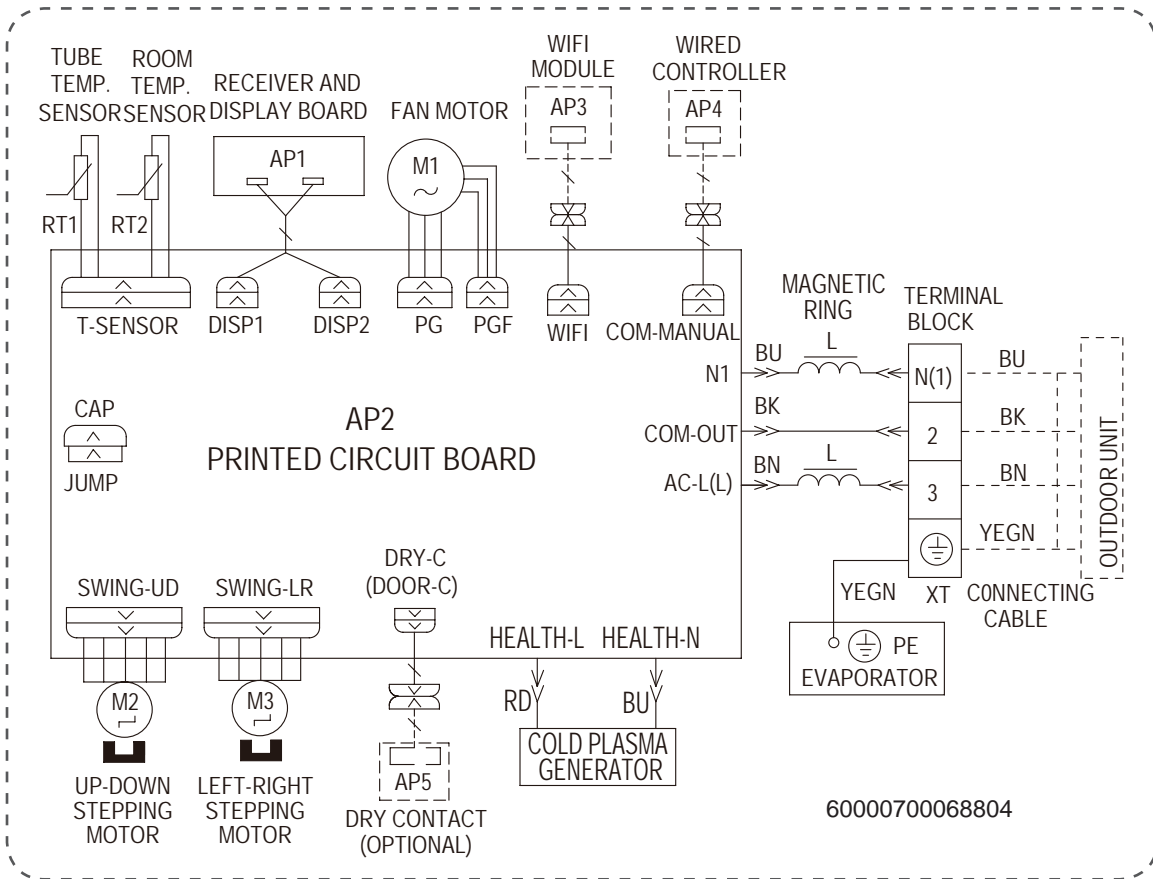 TUBE
TEMP.
SENSOR
ROOM
TEMP.
SENSOR
RECEIVER AND
DISPLAY BOARD
FAN MOTOR
WIFI
MODULE
WIRED
CONTROLLER
AP1
M1
AP3
AP4
RT1
RT2
T-SENSOR
DISP1
DISP2
PG
PGF
WIFI
COM-MANUAL
MAGNETIC
RING
TERMINAL
BLOCK
N1
BU
L
N(1)
BU
CAP
JUMP
AP2
PRINTED CIRCUIT BOARD
COM-OUT
BK
2
BK
AC-L(L)
BN
L
3
BN
YEGN
OUTDOOR UNIT
YEGN
XT
C0NNECTING
CABLE
PE
EVAPORATOR
SWING-UD
SWING-LR
DRY-C
(DOOR-C)
HEALTH-L
HEALTH-N
M2
M3
RD
BU
UP-DOWN
STEPPING
MOTOR
LEFT-RIGHT
STEPPING
MOTOR
AP5
DRY CONTACT
(OPTIONAL)
COLD PLASMA
GENERATOR
60000700068804